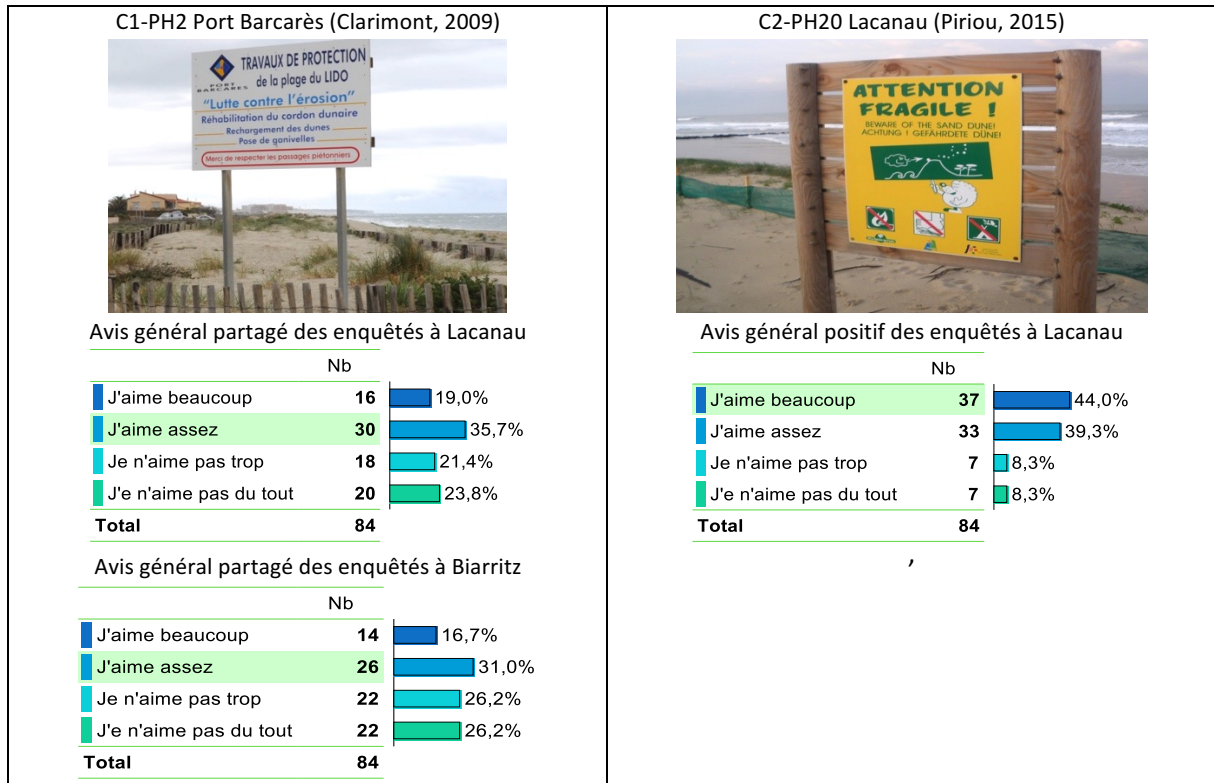 C1-PH2 Port Barcarès (Clarimont, 2009)
PORT
BARCARES
TRAVAUX DE PROTECTION
de la plage du LIDO
"Lutte contre l'érosion"
Réhabilitation du cordon dunaire
Rechargement des dunes
Pose de ganivelles
Merci de respecter les passages piétonniers
Avis général partagé des enquêtés à Lacanau
Nb
J'aime beaucoup 16 19,0%
J'aime assez 30 35,7%
Je n'aime pas trop 18 21,4%
J'e n'aime pas du tout 20 23,8%
Total 84
Avis général partagé des enquêtés à Biarritz
Nb
J'aime beaucoup 14 16,7%
J'aime assez 26 31,0%
Je n'aime pas trop 22 26,2%
J'e n'aime pas du tout 22 26,2%
Total 84
C2-PH20 Lacanau (Piriou, 2015)
ATTENTION
FRAGILE !
BEWARE OF THE SAND DUNE!
ACHTUNG ! GEFÄHRDETE DÜNE!
Avis général positif des enquêtés à Lacanau
Nb
J'aime beaucoup 37 44,0%
J'aime assez 33 39,3%
Je n'aime pas trop 7 8,3%
J'e n'aime pas du tout 7 8,3%
Total 84
,